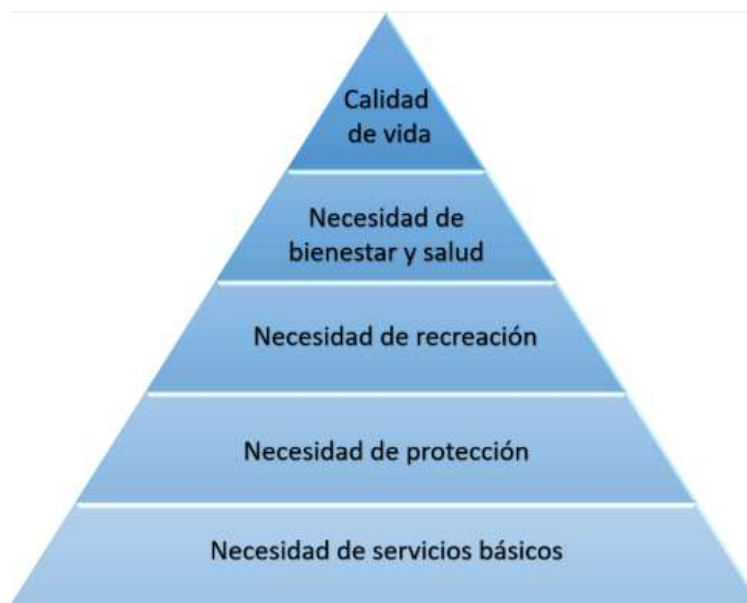 Calidad
de vida
Necesidad de
bienestar y salud
Necesidad de recreación
Necesidad de protección
Necesidad de servicios básicos